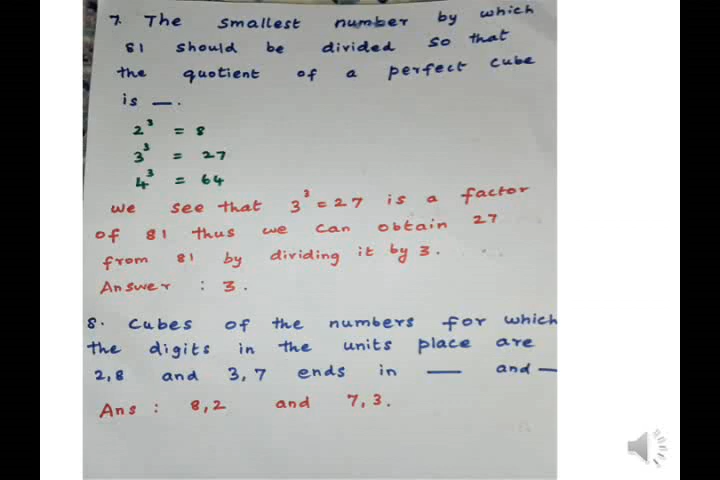 7. The smallest number by which
81 should be divided so that
the quotient of a perfect cube
is —.
2³ = 8
3³ = 27
4³ = 64
we see that 3³ = 27 is a factor
of 81 thus we can obtain 27
from 81 by dividing it by 3.
Answer : 3.
8. Cubes of the numbers for which
the digits in the units place are
2,8 and 3,7 ends in — and —
Ans : 8,2 and 7,3.